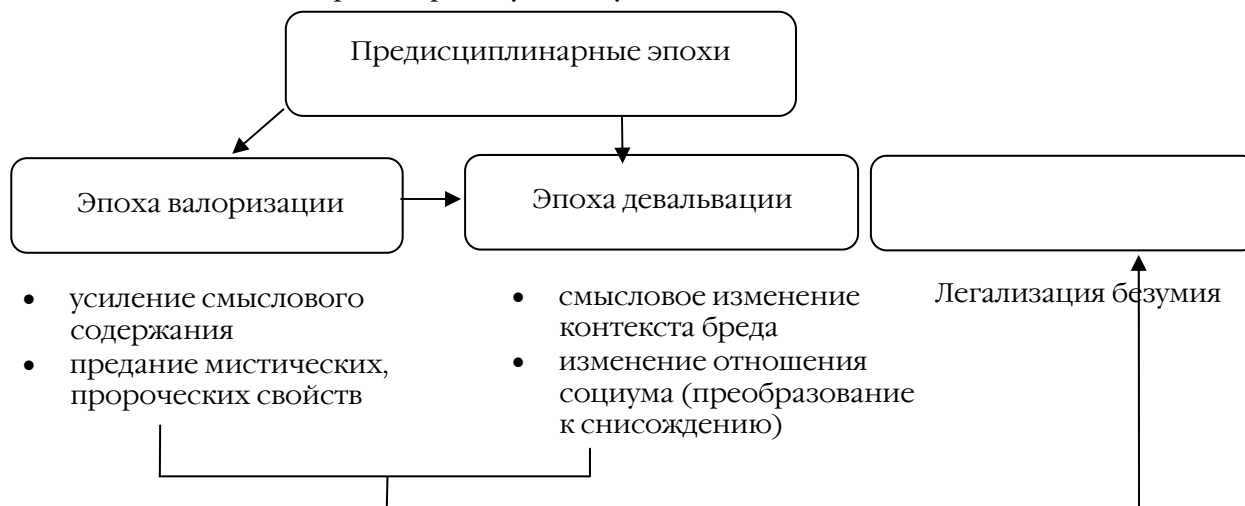 Предисциплинарные эпохи
Эпоха валоризации
Эпоха девальвации
• усиление смыслового
содержания
• предание мистических,
пророческих свойств
• смысловое изменение
контекста бреда
• изменение отношения
социума (преобразование
к снисождению)
Легализация безумия